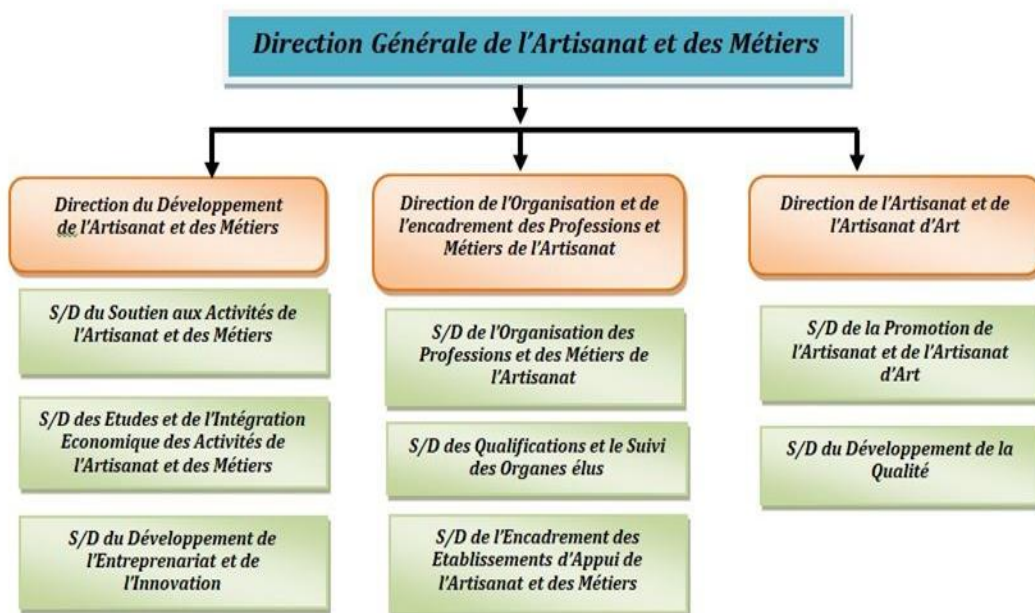 Direction Générale de l'Artisanat et des Métiers
Direction du Développement
de l'Artisanat et des Métiers
S/D du Soutien aux Activités de
l'Artisanat et des Métiers
S/D des Etudes et de l'Intégration
Economique des Activités de
l'Artisanat et des Métiers
S/D du Développement de
l'Entreprenariat et de
l'Innovation
Direction de l'Organisation et de
l'encadrement des Professions et
Métiers de l'Artisanat
S/D de l'Organisation des
Professions et des Métiers de
l'Artisanat
S/D des Qualifications et le Suivi
des Organes élus
S/D de l'Encadrement des
Etablissements d'Appui de
l'Artisanat et des Métiers
Direction de l'Artisanat et de
l'Artisanat d'Art
S/D de la Promotion de
l'Artisanat et de l'Artisanat
d'Art
S/D du Développement de la
Qualité